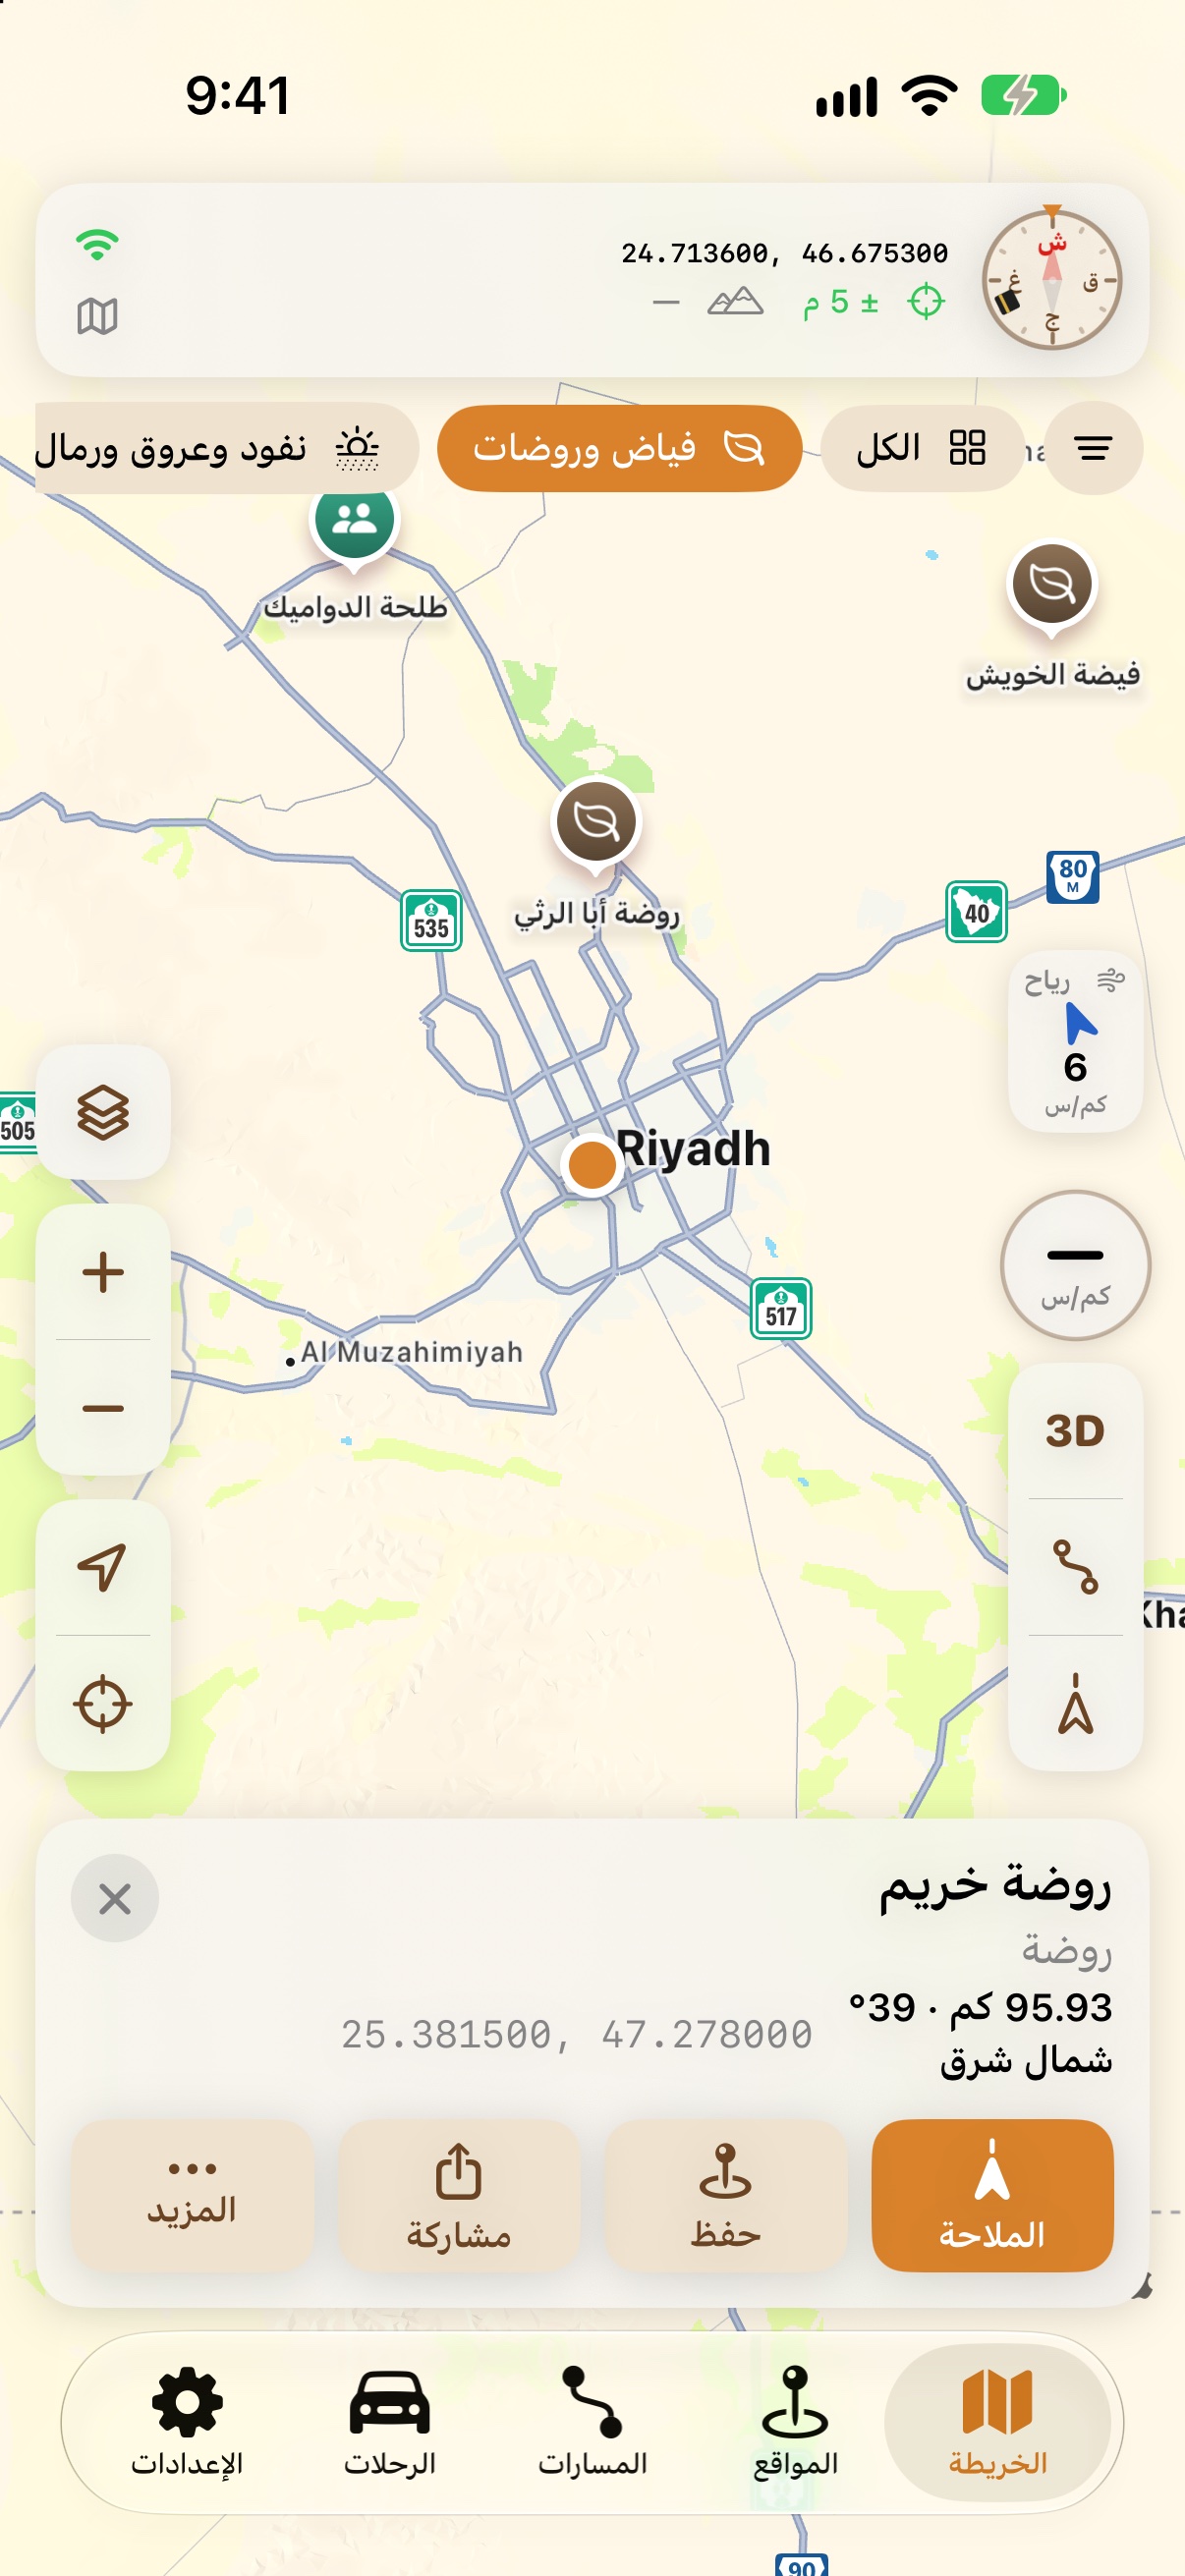 9:41
ش
ق
غ
ج
24.713600, 46.675300
± 5 م
—
الكل
فياض وروضات
نفود وعروق ورمال
طلحة الدواميك
فيضة الخويش
روضة أبا الرثي
535
40
80
M
رياح
6
كم/س
505
Riyadh
—
كم/س
517
Al Muzahimiyah
3D
روضة خريم
روضة
95.93 كم · 39°
شمال شرق
25.381500, 47.278000
الملاحة
حفظ
مشاركة
المزيد
الخريطة
المواقع
المسارات
الرحلات
الإعدادات
90